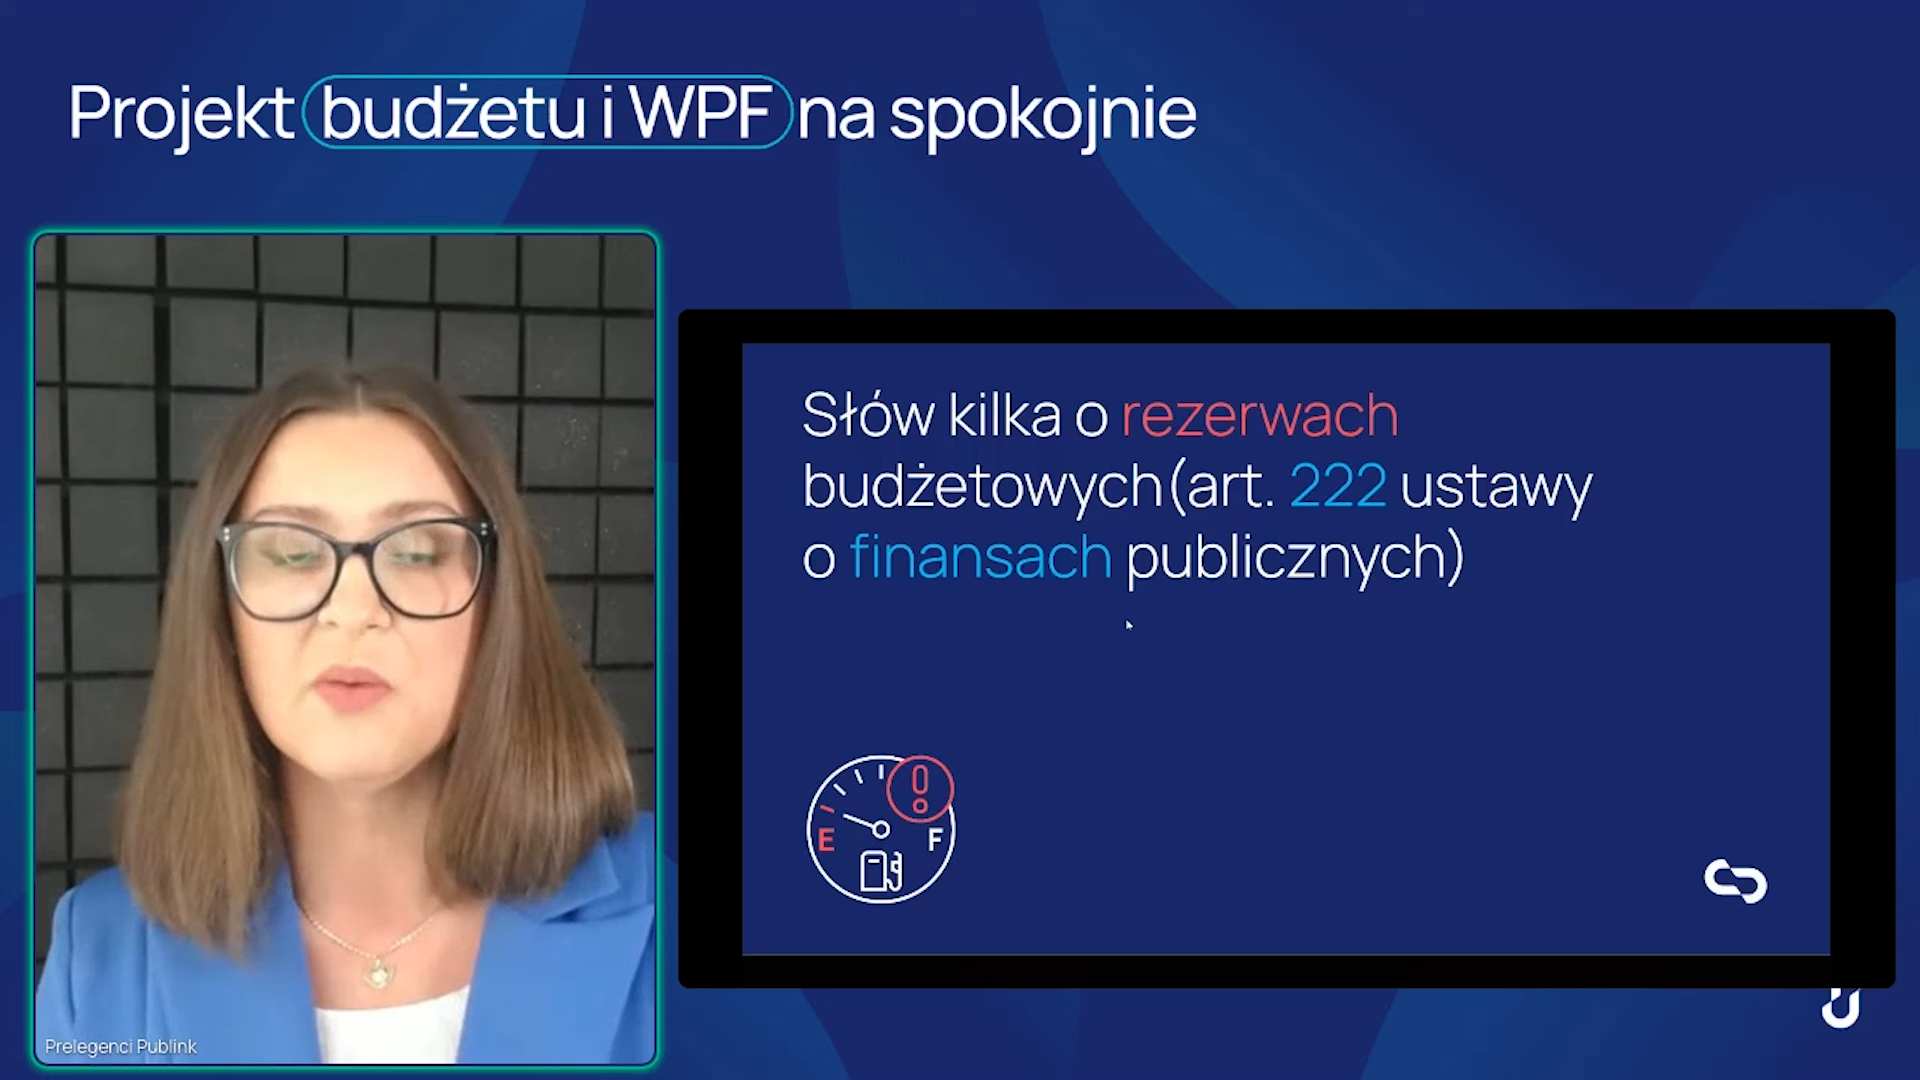 Projekt budżetu i WPF na spokojnie
Słów kilka o rezerwach
budżetowych(art. 222 ustawy
o finansach publicznych)
E F
Prelegenci Publink